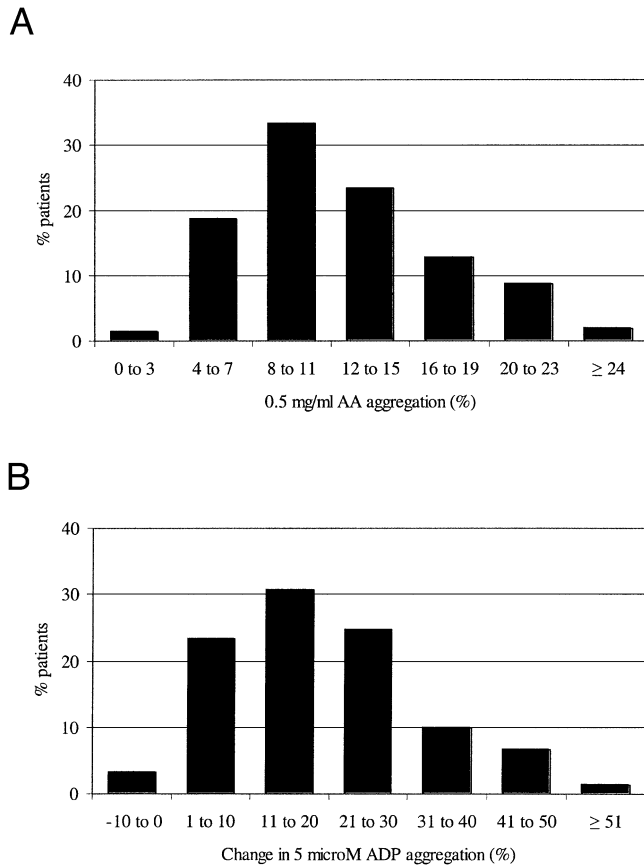 A
40
30
20
10
0
% patients
0 to 3 4 to 7 8 to 11 12 to 15 16 to 19 20 to 23 ≥ 24
0.5 mg/ml AA aggregation (%)
B
40
30
20
10
0
% patients
-10 to 0 1 to 10 11 to 20 21 to 30 31 to 40 41 to 50 ≥ 51
Change in 5 microM ADP aggregation (%)